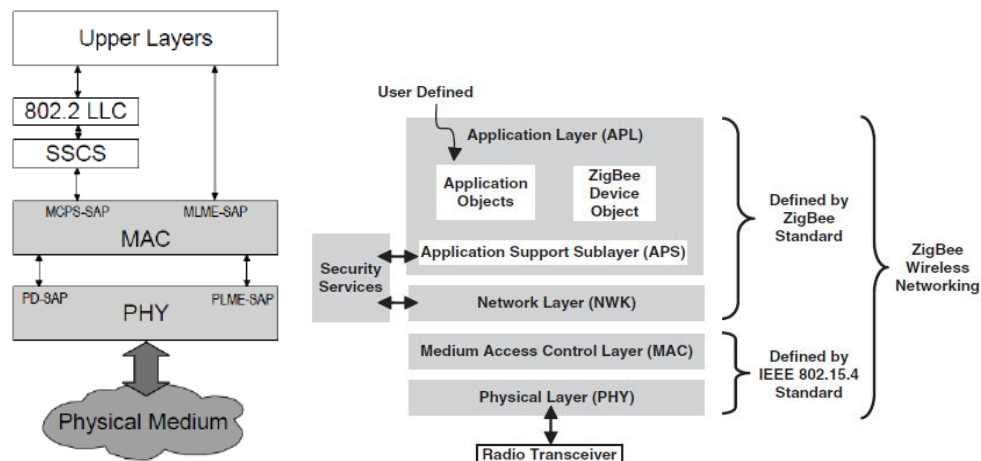 Upper Layers
802.2 LLC
SSCS
MCPS-SAP
MLME-SAP
MAC
PD-SAP
PLME-SAP
PHY
Physical Medium
User Defined
Application Layer (APL)
Application
Objects
ZigBee
Device
Object
Application Support Sublayer (APS)
Security
Services
Network Layer (NWK)
Medium Access Control Layer (MAC)
Physical Layer (PHY)
Radio Transceiver
Defined by
ZigBee
Standard
Defined by
IEEE 802.15.4
Standard
ZigBee
Wireless
Networking